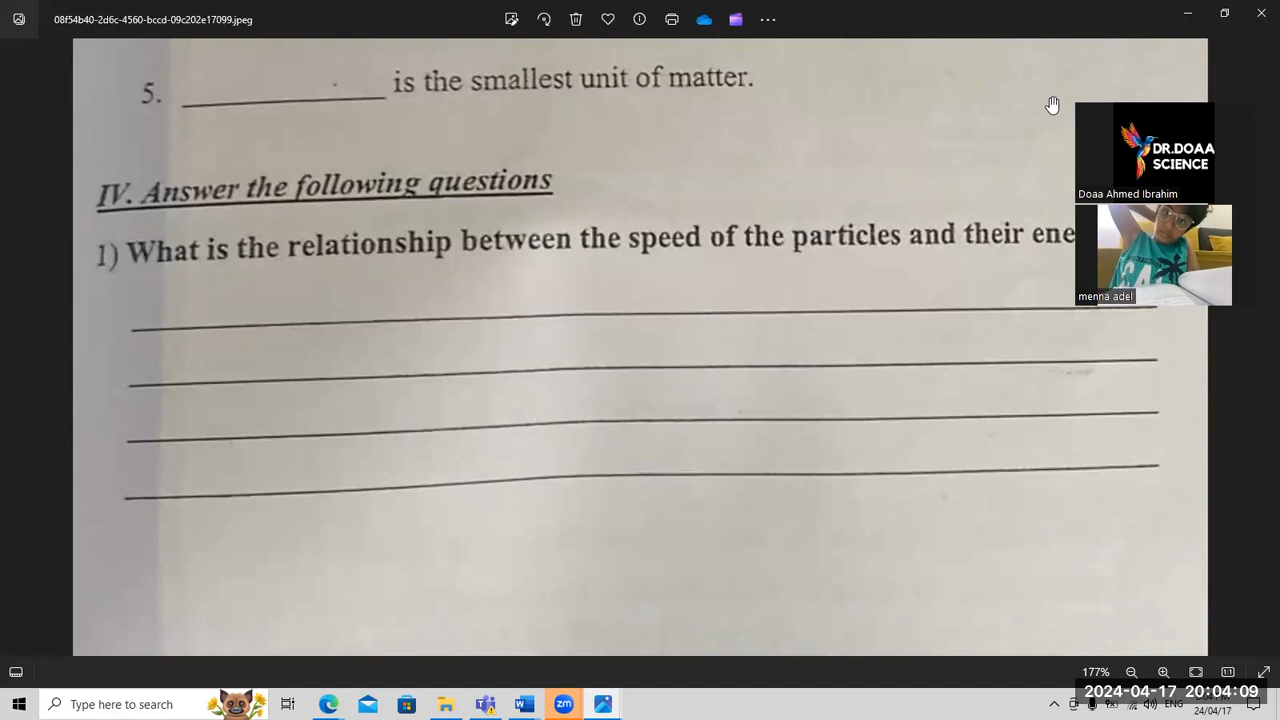 08f54b40-2d6c-4560-bccd-09c202e17099.jpeg
5. __________ is the smallest unit of matter.
DR.DOAA
SCIENCE
Doaa Ahmed Ibrahim
IV. Answer the following questions
1) What is the relationship between the speed of the particles and their ene
menna adel
177%
Type here to search
zm
2024-04-17 20:04:09
ENG
24/04/17